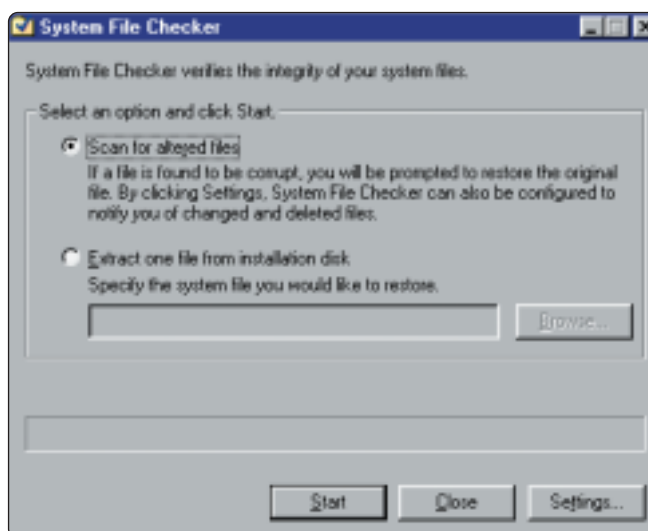 System File Checker
System File Checker verifies the integrity of your system files.
Select an option and click Start.
Scan for altered files
If a file is found to be corrupt, you will be prompted to restore the original
file. By clicking Settings, System File Checker can also be configured to
notify you of changed and deleted files.
Extract one file from installation disk
Specify the system file you would like to restore.
Browse...
Start
Close
Settings...